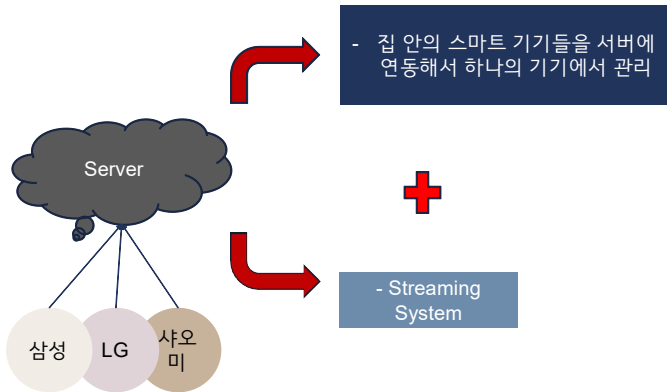 - 집 안의 스마트 기기들을 서버에
연동해서 하나의 기기에서 관리
Server
- Streaming
System
삼성
LG
샤오
미